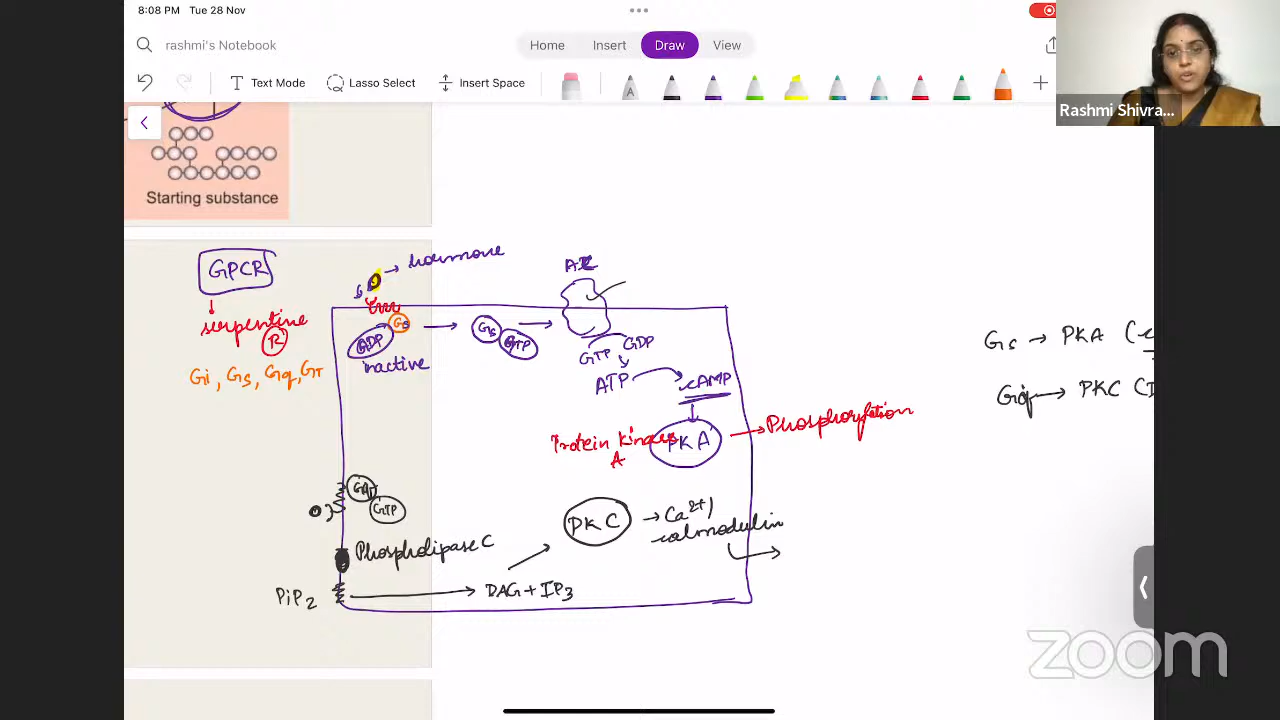 8:08 PM Tue 28 Nov
rashmi's Notebook
Home Insert Draw View
Text Mode Lasso Select Insert Space
Rashmi Shivra...
Starting substance
GPCR
hormone
AC
serpentine
R
Gs
GDP
inactive
Gs
GTP
GTP GDP
Gi, Gs, Gq, GT
ATP
cAMP
Protein kinase
A
PKA
Phosphorylation
Gs → PKA (
Gq → PKC (
GTP
PKC → Ca2+/
calmodulin
Phospholipase C
PiP2
DAG + IP3
zoom